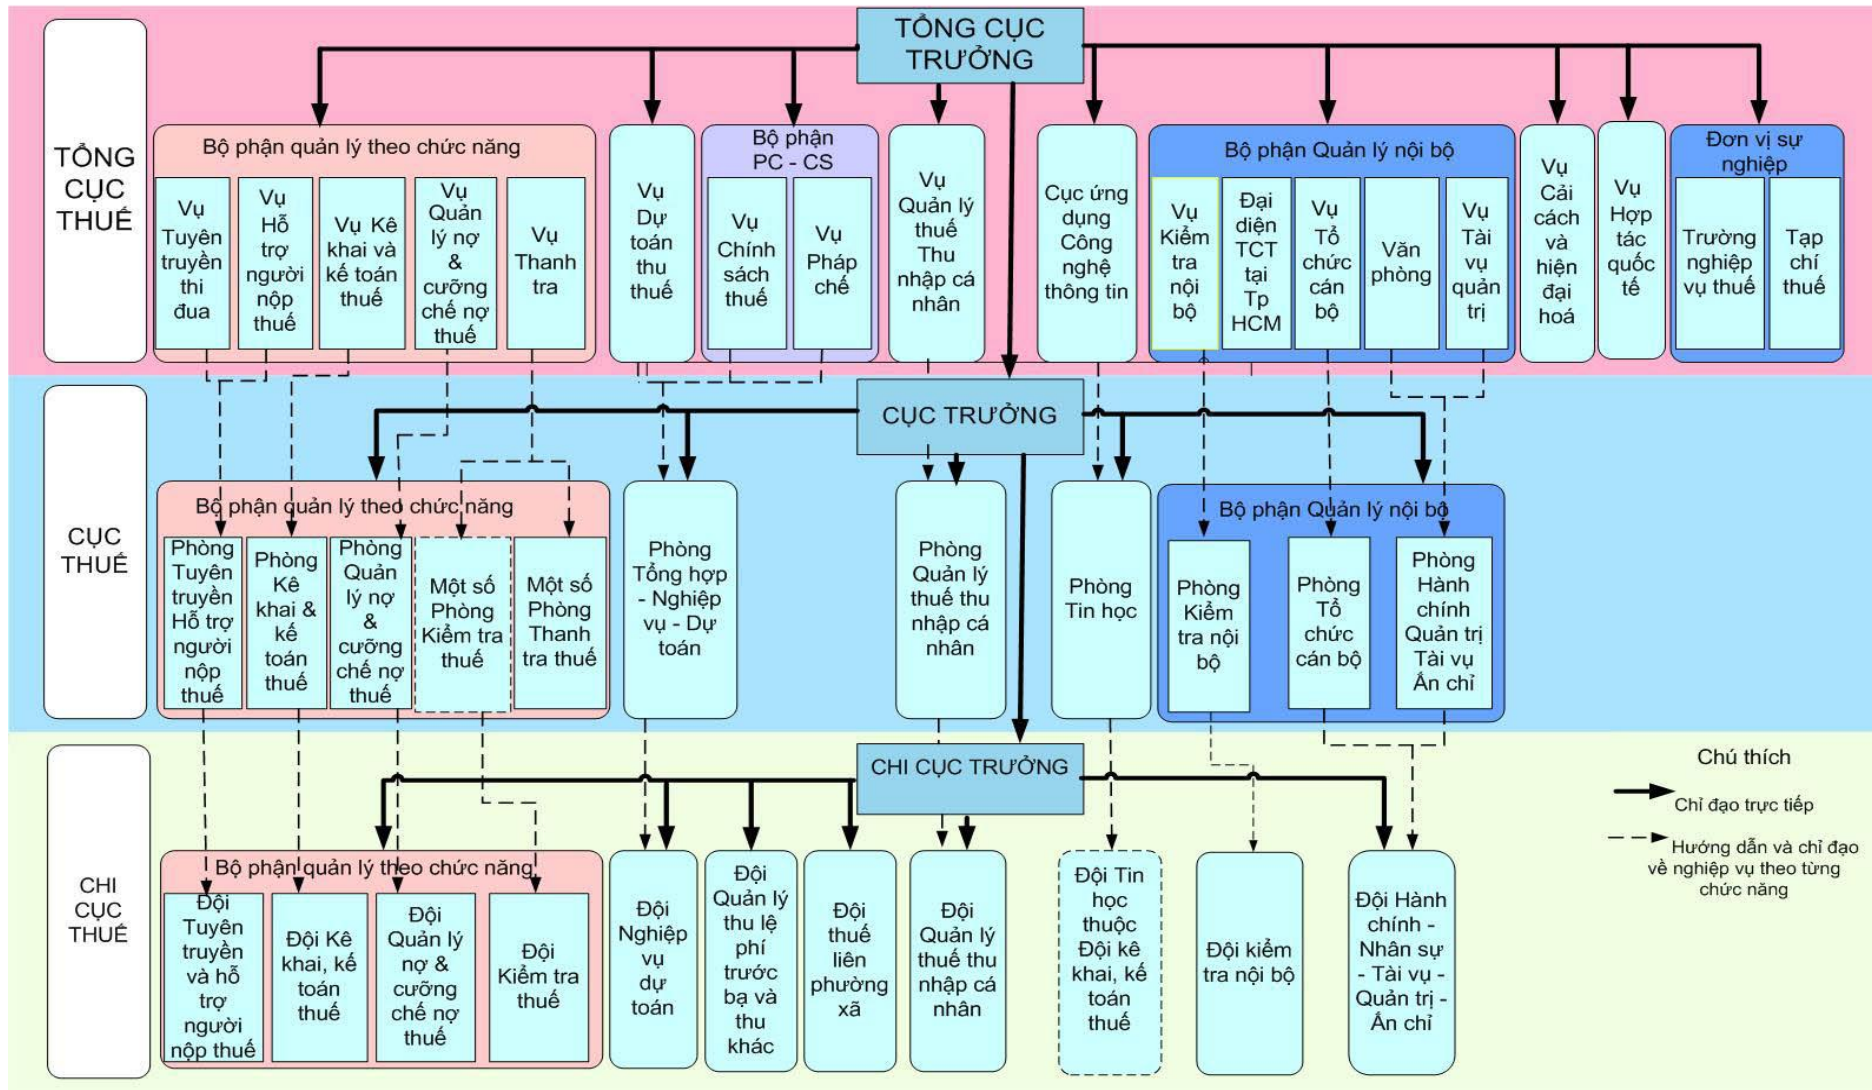 TỔNG CỤC
TRƯỞNG
TỔNG
CỤC
THUẾ
Bộ phận quản lý theo chức năng
Vụ
Tuyên
truyền
thi
đua
Vụ
Hỗ
trợ
người
nộp
thuế
Vụ Kê
khai và
kế toán
thuế
Vụ
Quản
lý nợ
&
cưỡng
chế nợ
thuế
Vụ
Thanh
tra
Vụ
Dự
toán
thu
thuế
Bộ phận
PC - CS
Vụ
Chính
sách
thuế
Vụ
Pháp
chế
Vụ
Quản lý
thuế
Thu
nhập cá
nhân
Cục ứng
dụng
Công
nghệ
thông tin
Bộ phận Quản lý nội bộ
Vụ
Kiểm
tra
nội
bộ
Đại
diện
TCT
tại
Tp
HCM
Vụ
Tổ
chức
cán
bộ
Văn
phòng
Vụ
Tài
vụ
quản
trị
Vụ
Cải
cách
và
hiện
đại
hoá
Vụ
Hợp
tác
quốc
tế
Đơn vị sự
nghiệp
Trường
nghiệp
vụ thuế
Tạp
chí
thuế
CỤC TRƯỞNG
CỤC
THUẾ
Bộ phận quản lý theo chức năng
Phòng
Tuyên
truyền
Hỗ trợ
người
nộp
thuế
Phòng
Kê
khai &
kế
toán
thuế
Phòng
Quản
lý nợ
&
cưỡng
chế nợ
thuế
Một số
Phòng
Kiểm tra
thuế
Một số
Phòng
Thanh
tra thuế
Phòng
Tổng hợp
- Nghiệp
vụ - Dự
toán
Phòng
Quản lý
thuế thu
nhập cá
nhân
Phòng
Tin học
Bộ phận Quản lý nội bộ
Phòng
Kiểm
tra nội
bộ
Phòng
Tổ
chức
cán bộ
Phòng
Hành
chính
Quản trị
Tài vụ
Ấn chỉ
CHI CỤC TRƯỞNG
CHI
CỤC
THUẾ
Bộ phận quản lý theo chức năng
Đội
Tuyên
truyền
và hỗ
trợ
người
nộp thuế
Đội Kê
khai, kế
toán
thuế
Đội
Quản lý
nợ &
cưỡng
chế nợ
thuế
Đội
Kiểm tra
thuế
Đội
Nghiệp
vụ
dự
toán
Đội
Quản lý
thu lệ
phí
trước
bạ và
thu
khác
Đội
thuế
liên
phường
xã
Đội
Quản lý
thuế thu
nhập cá
nhân
Đội Tin
học
thuộc
Đội kê
khai, kế
toán
thuế
Đội kiểm
tra nội bộ
Đội Hành
chính -
Nhân sự
- Tài vụ -
Quản trị -
Ấn chỉ
Chú thích
Chỉ đạo trực tiếp
Hướng dẫn và chỉ đạo
về nghiệp vụ theo từng
chức năng